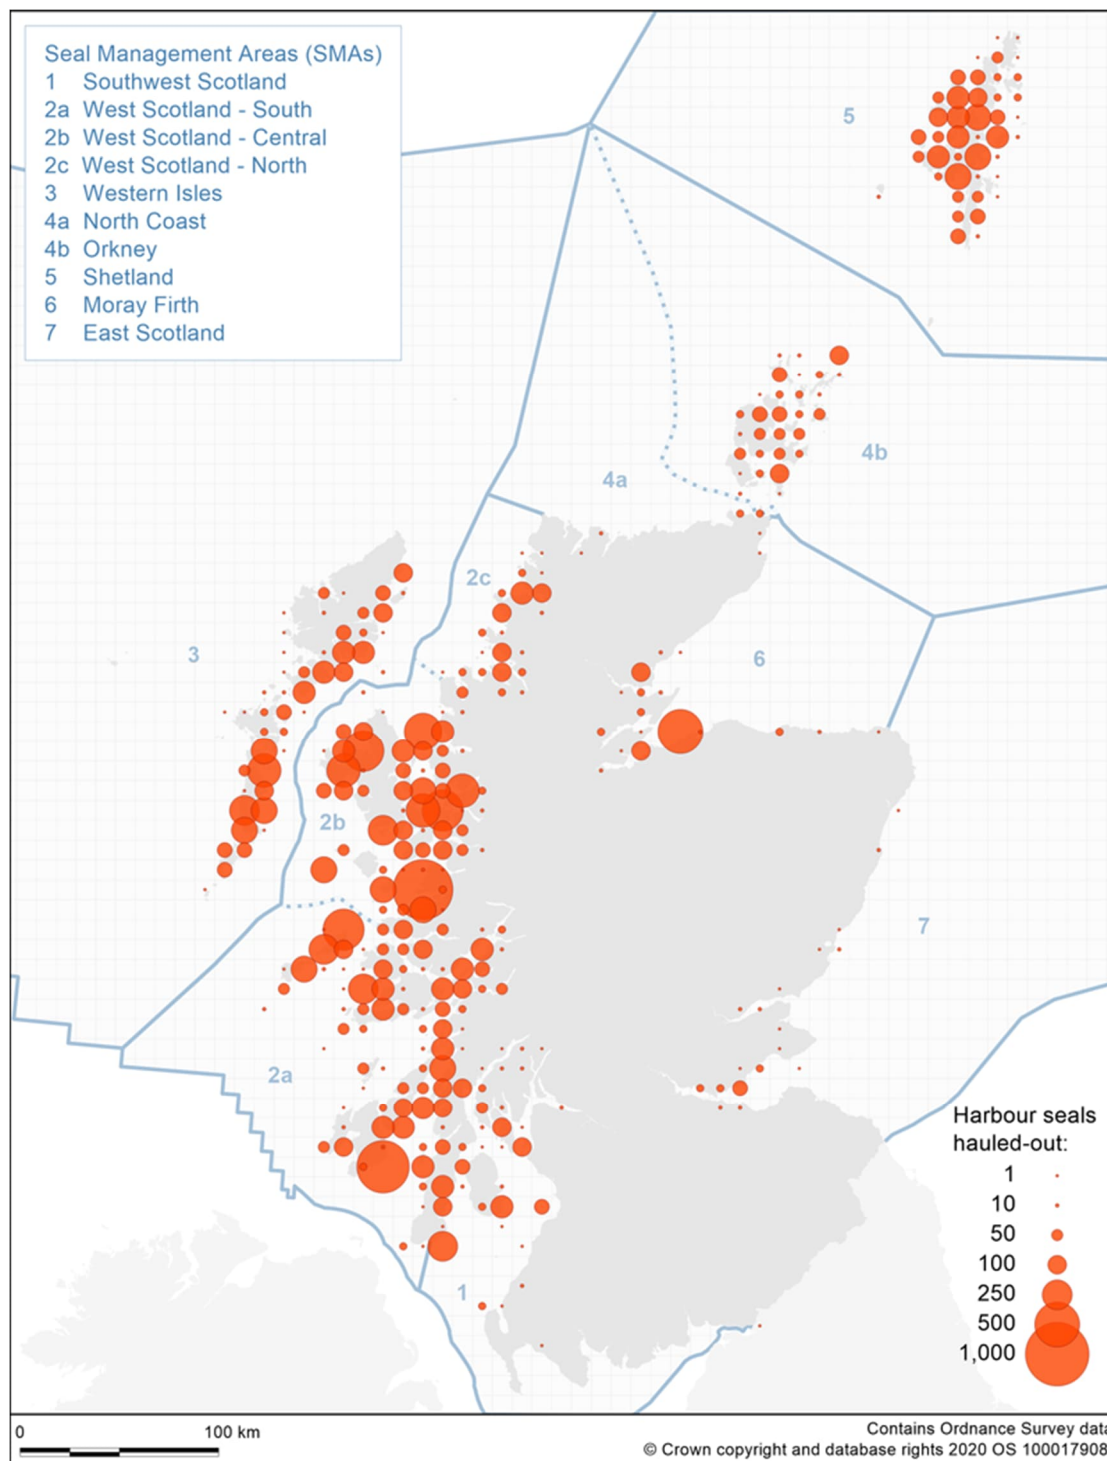 Seal Management Areas (SMAs)
1 Southwest Scotland
2a West Scotland - South
2b West Scotland - Central
2c West Scotland - North
3 Western Isles
4a North Coast
4b Orkney
5 Shetland
6 Moray Firth
7 East Scotland
5
4b
4a
2c
3
6
2b
7
2a
1
Harbour seals
hauled-out:
1
10
50
100
250
500
1,000
0 100 km
Contains Ordnance Survey data
© Crown copyright and database rights 2020 OS 100017908